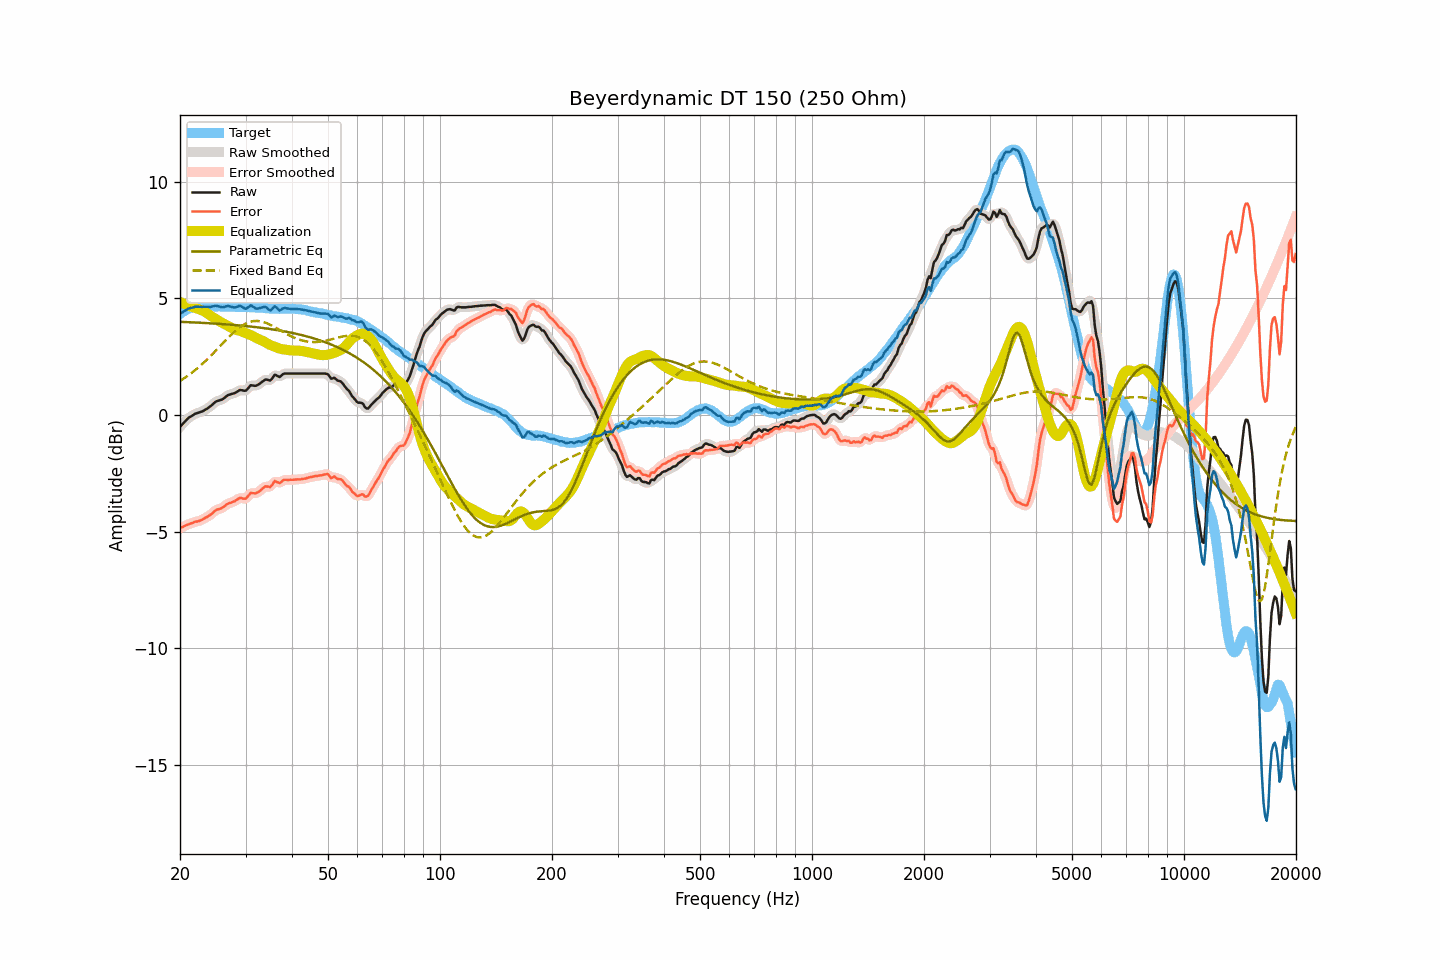 Beyerdynamic DT 150 (250 Ohm)
Target
Raw Smoothed
Error Smoothed
Raw
Error
Equalization
Parametric Eq
Fixed Band Eq
Equalized
10
5
0
−5
−10
−15
Amplitude (dBr)
20 50 100 200 500 1000 2000 5000 10000 20000
Frequency (Hz)